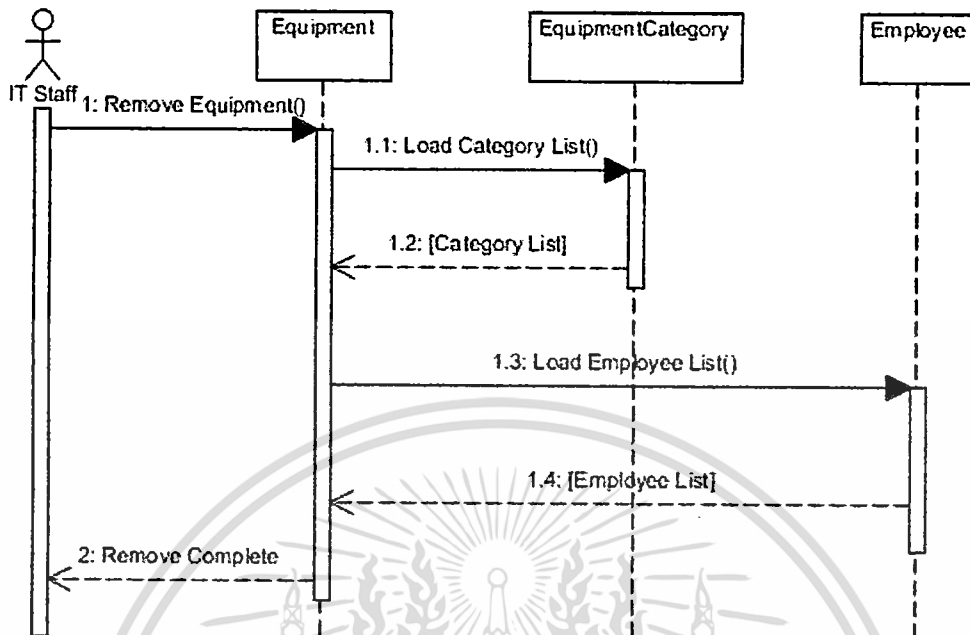 Equipment
EquipmentCategory
Employee
IT Staff
1: Remove Equipment()
1.1: Load Category List()
1.2: [Category List]
1.3: Load Employee List()
1.4: [Employee List]
2: Remove Complete